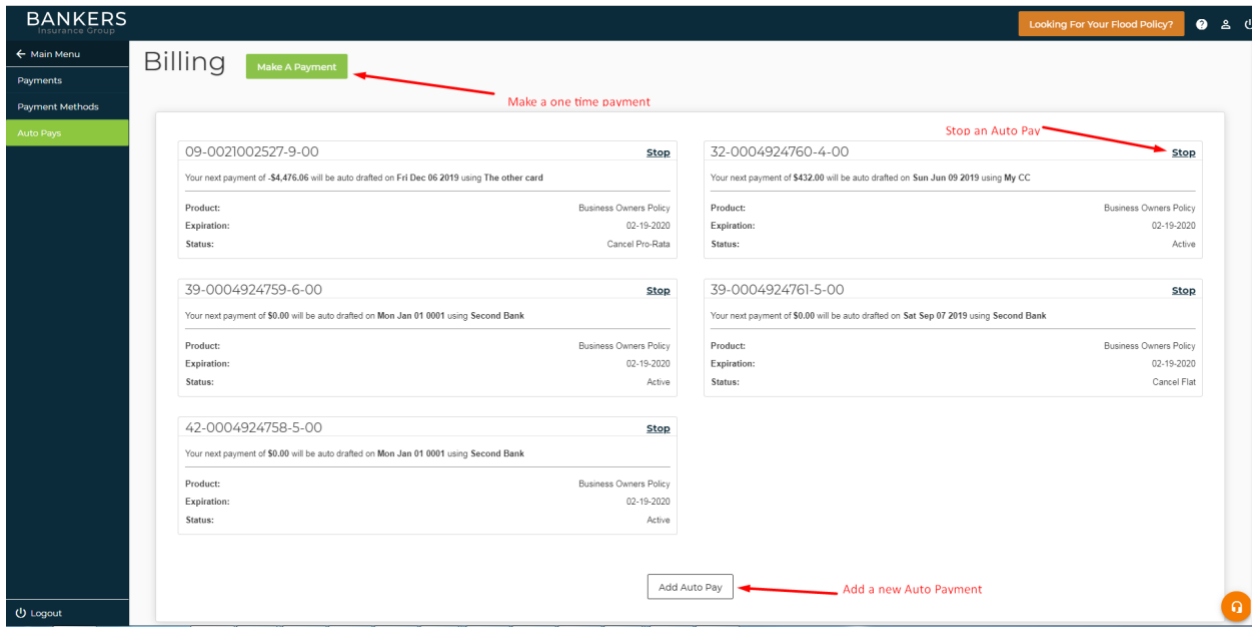 BANKERS
Insurance Group
Looking For Your Flood Policy?
← Main Menu
Payments
Payment Methods
Auto Pays
Logout
Billing
Make A Payment
Make a one time payment
Stop an Auto Pay
09-0021002527-9-00 Stop
Your next payment of -$4,476.06 will be auto drafted on Fri Dec 06 2019 using The other card
Product: Business Owners Policy
Expiration: 02-19-2020
Status: Cancel Pro-Rata
32-0004924760-4-00 Stop
Your next payment of $432.00 will be auto drafted on Sun Jun 09 2019 using My CC
Product: Business Owners Policy
Expiration: 02-19-2020
Status: Active
39-0004924759-6-00 Stop
Your next payment of $0.00 will be auto drafted on Mon Jan 01 0001 using Second Bank
Product: Business Owners Policy
Expiration: 02-19-2020
Status: Active
39-0004924761-5-00 Stop
Your next payment of $0.00 will be auto drafted on Sat Sep 07 2019 using Second Bank
Product: Business Owners Policy
Expiration: 02-19-2020
Status: Cancel Flat
42-0004924758-5-00 Stop
Your next payment of $0.00 will be auto drafted on Mon Jan 01 0001 using Second Bank
Product: Business Owners Policy
Expiration: 02-19-2020
Status: Active
Add Auto Pay
Add a new Auto Payment